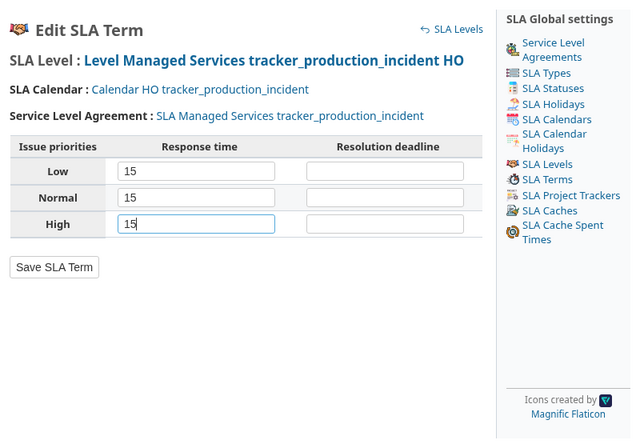 Edit SLA Term
SLA Levels
SLA Level : Level Managed Services tracker_production_incident HO
SLA Calendar : Calendar HO tracker_production_incident
Service Level Agreement : SLA Managed Services tracker_production_incident
Issue priorities Response time Resolution deadline
Low 15
Normal 15
High 15
Save SLA Term
SLA Global settings
Service Level
Agreements
SLA Types
SLA Statuses
SLA Holidays
SLA Calendars
SLA Calendar
Holidays
SLA Levels
SLA Terms
SLA Project Trackers
SLA Caches
SLA Cache Spent
Times
Icons created by
Magnific Flaticon